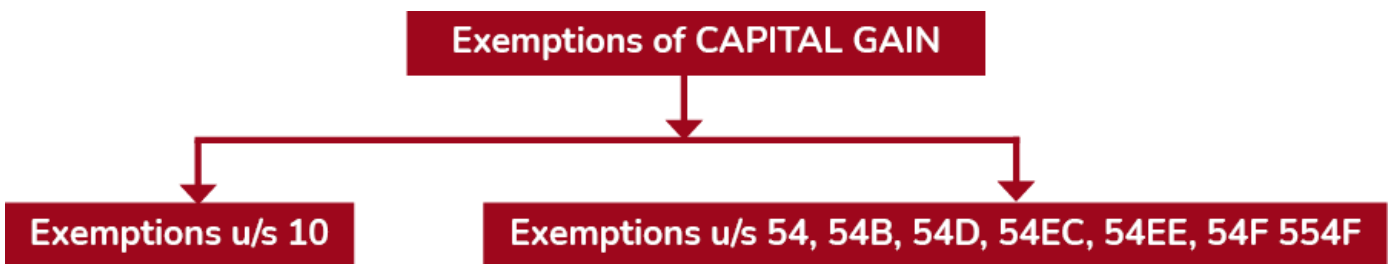 Exemptions of CAPITAL GAIN
Exemptions u/s 10
Exemptions u/s 54, 54B, 54D, 54EC, 54EE, 54F 554F